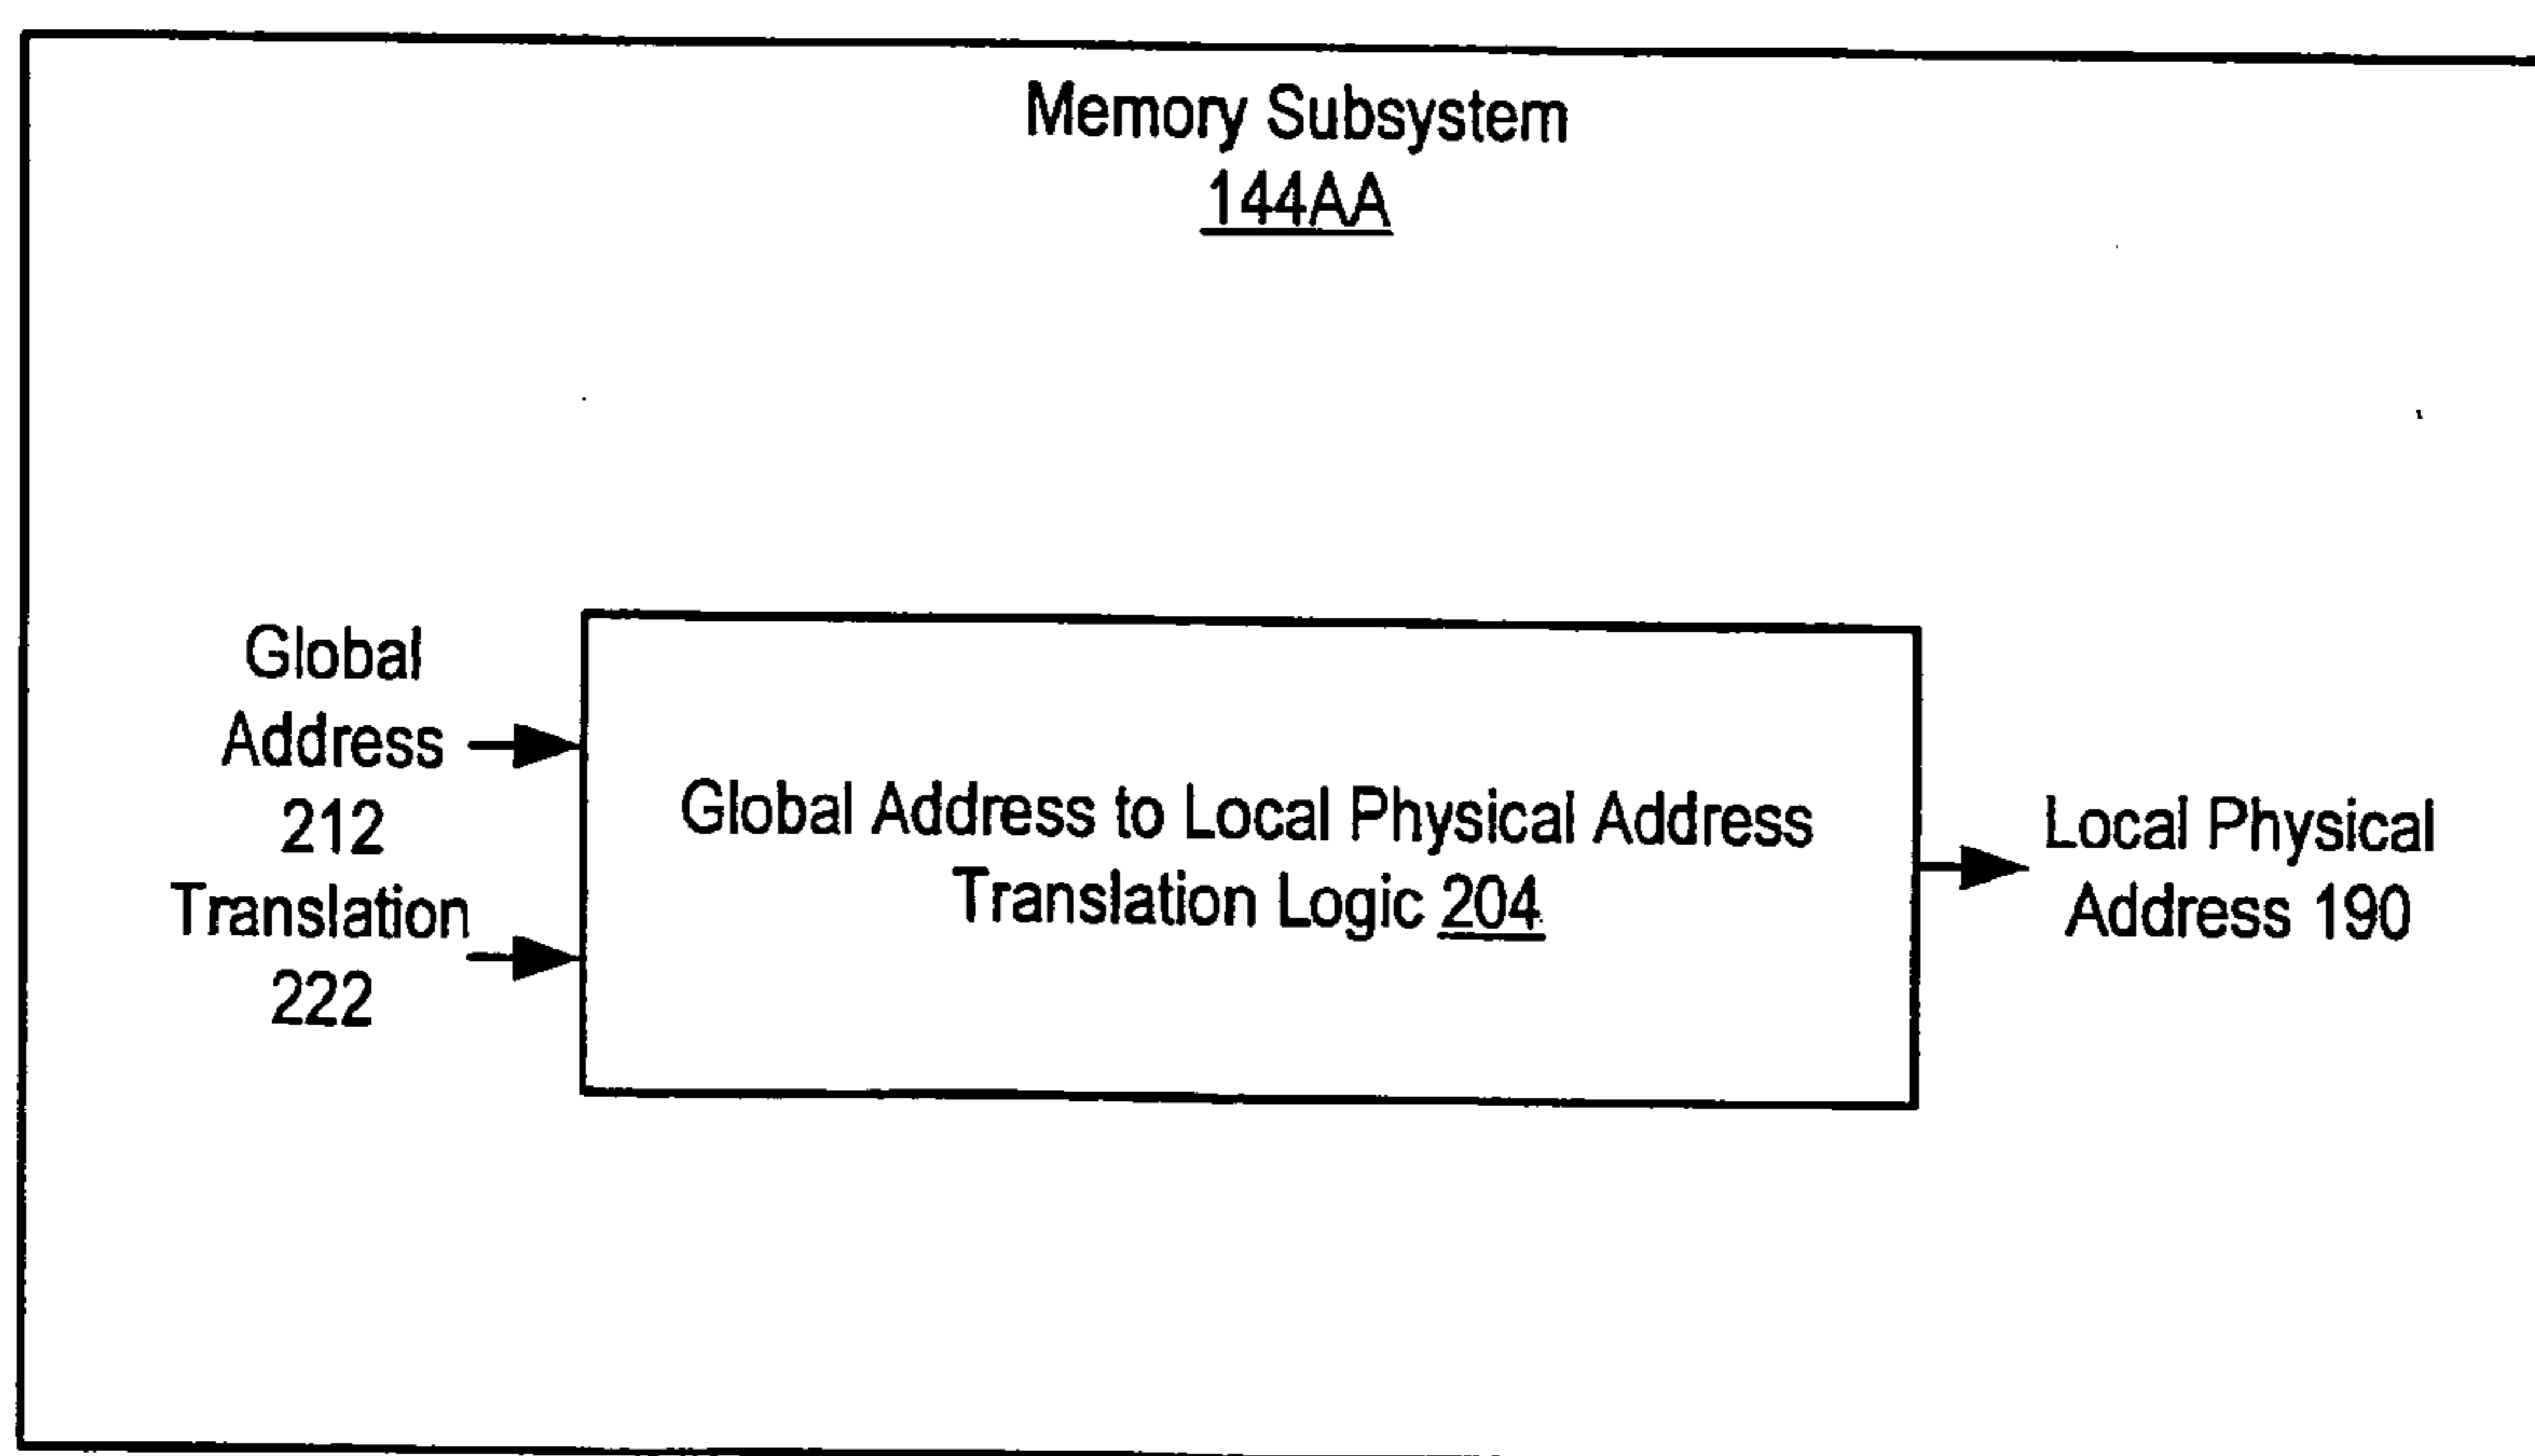 Memory Subsystem
144AA
Global
Address
212
Translation
222
Global Address to Local Physical Address
Translation Logic 204
Local Physical
Address 190